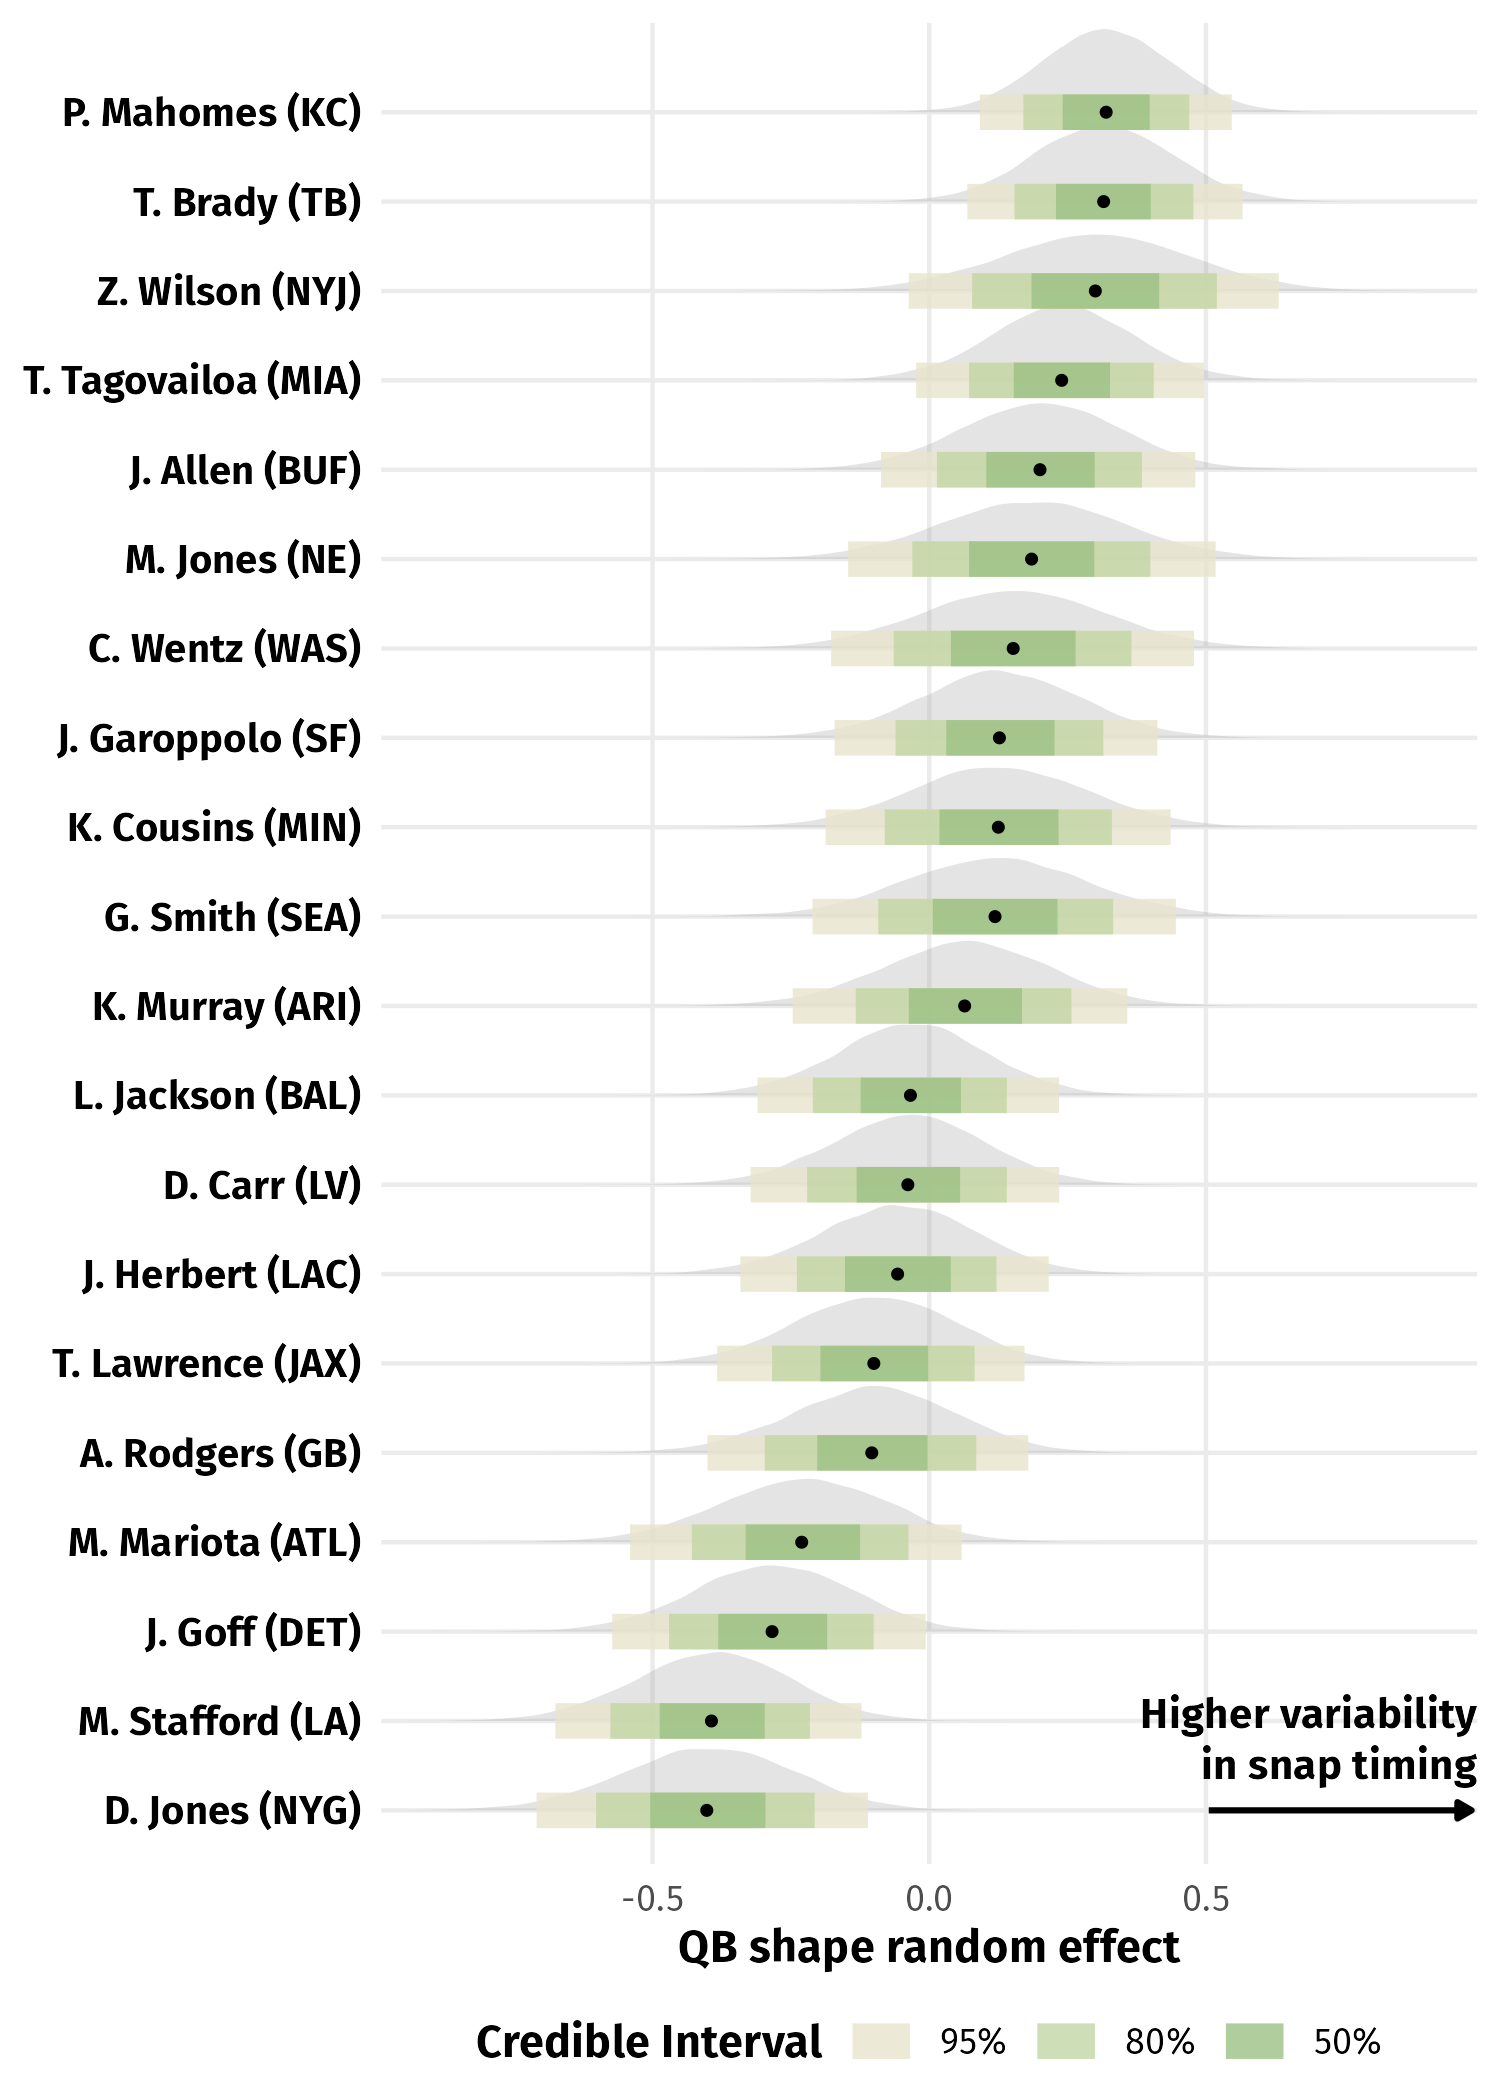 P. Mahomes (KC)
T. Brady (TB)
Z. Wilson (NYJ)
T. Tagovailoa (MIA)
J. Allen (BUF)
M. Jones (NE)
C. Wentz (WAS)
J. Garoppolo (SF)
K. Cousins (MIN)
G. Smith (SEA)
K. Murray (ARI)
L. Jackson (BAL)
D. Carr (LV)
J. Herbert (LAC)
T. Lawrence (JAX)
A. Rodgers (GB)
M. Mariota (ATL)
J. Goff (DET)
M. Stafford (LA)
D. Jones (NYG)
Higher variability
in snap timing
-0.5 0.0 0.5
QB shape random effect
Credible Interval 95% 80% 50%